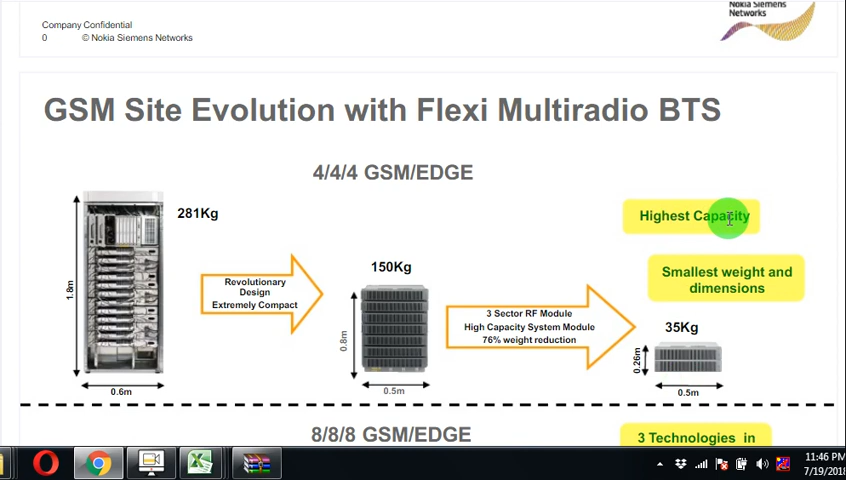 Company Confidential
0 © Nokia Siemens Networks
Nokia Siemens
Networks
GSM Site Evolution with Flexi Multiradio BTS
4/4/4 GSM/EDGE
281Kg
1.8m
0.6m
Revolutionary
Design
Extremely Compact
150Kg
0.8m
0.5m
3 Sector RF Module
High Capacity System Module
76% weight reduction
Highest Capacity
Smallest weight and
dimensions
35Kg
0.26m
0.5m
8/8/8 GSM/EDGE
3 Technologies in
11:46 PM
7/19/2018